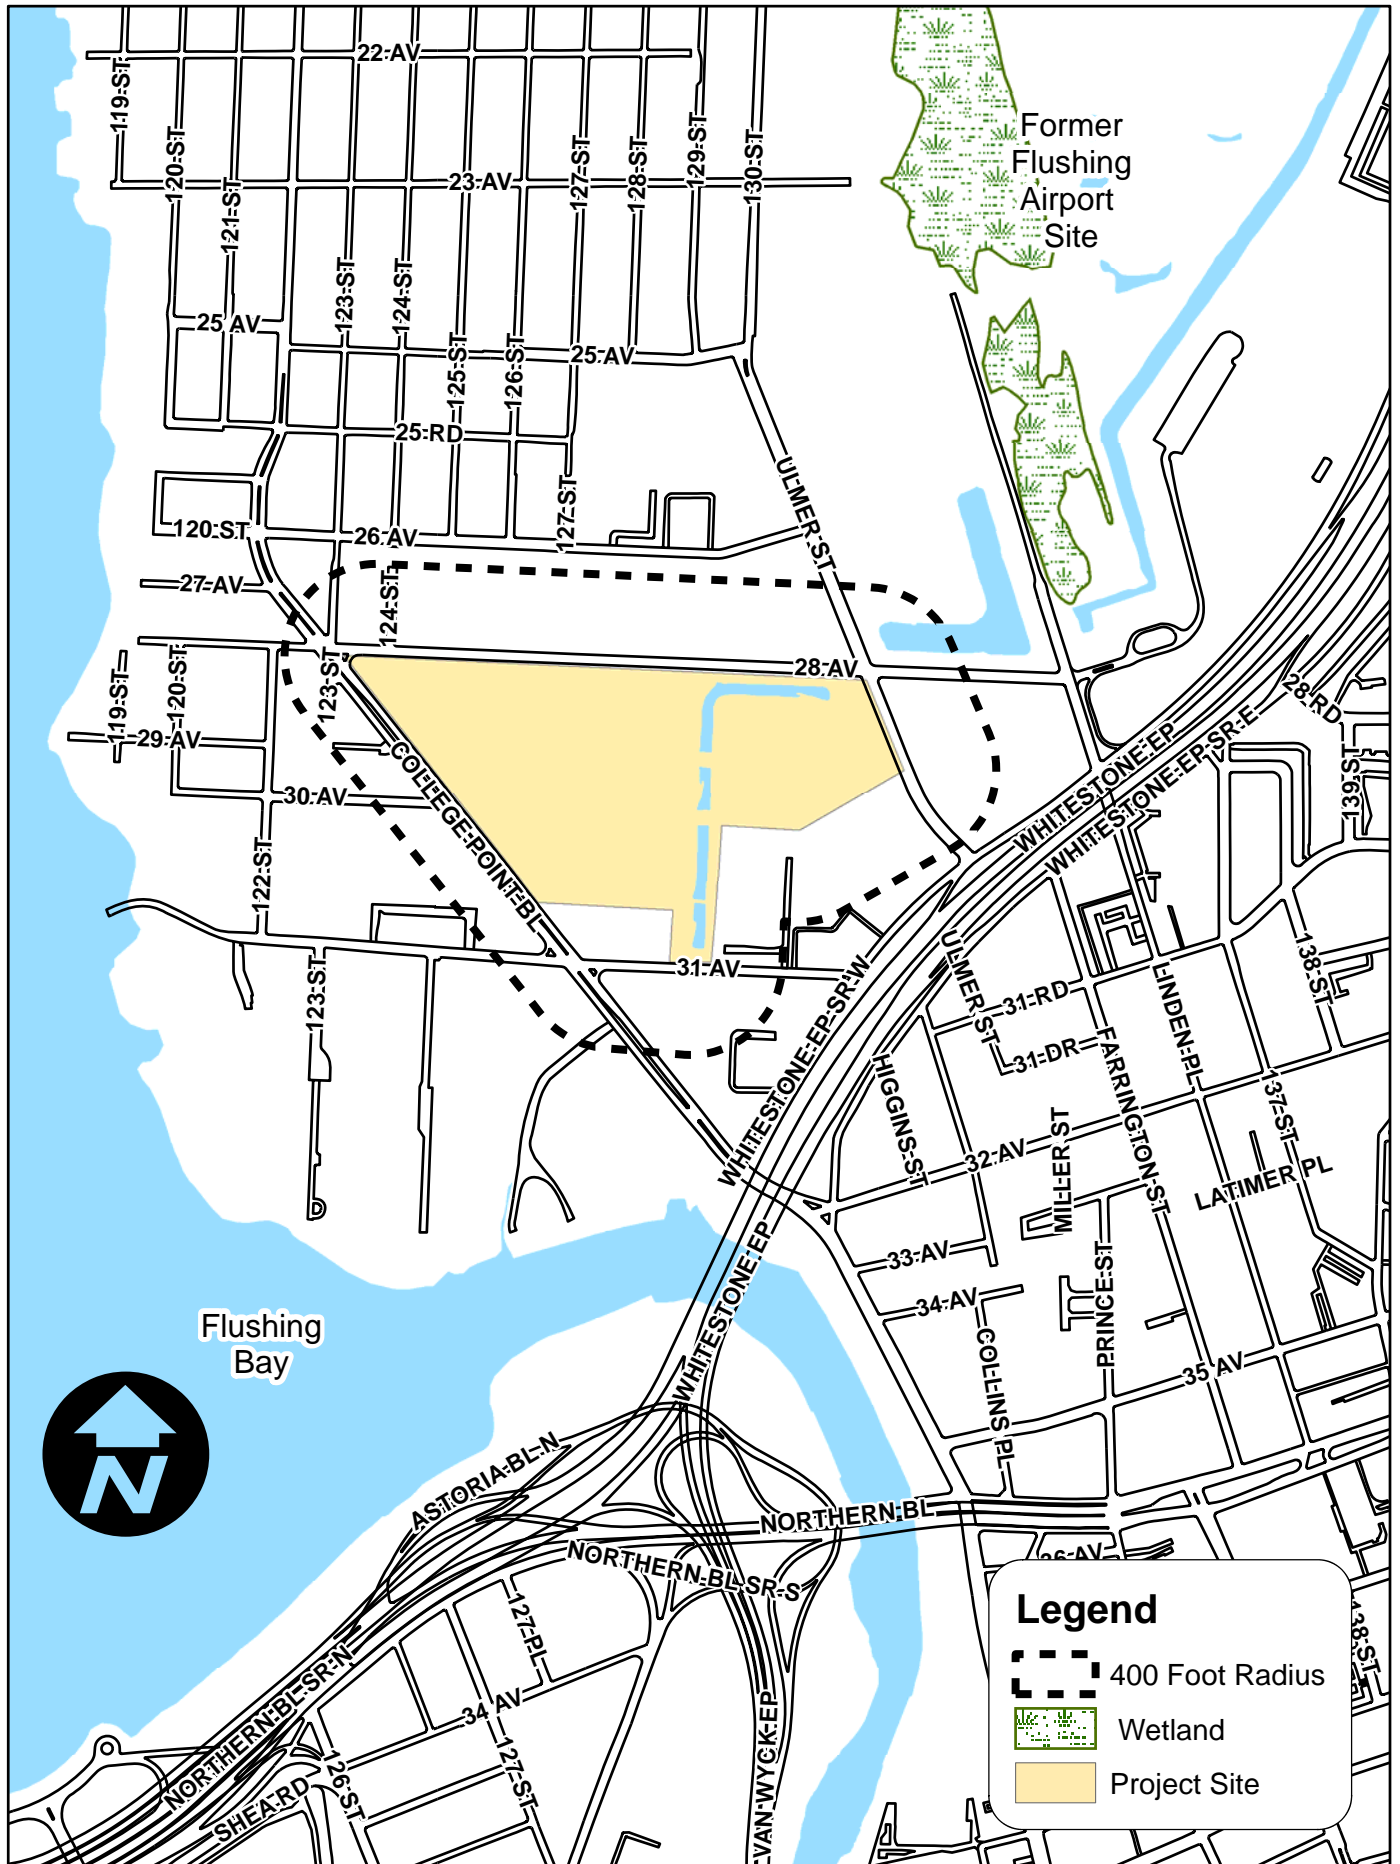 22 AV
119 ST
120 ST
121 ST
127 ST
128 ST
129 ST
130 ST
23 AV
Former
Flushing
Airport
Site
123 ST
124 ST
25 AV
25 AV
125 ST
126 ST
25 RD
ULMER ST
127 ST
120 ST
26 AV
27 AV
124 ST
28 AV
119 ST
120 ST
123 ST
29 AV
28 RD
WHITESTONE EP
WHITESTONE EP SR E
139 ST
COLLEGE POINT BL
30 AV
122 ST
31 AV
123 ST
WHITESTONE EP SR W
ULMER ST
31 RD
31 DR
LINDEN PL
138 ST
FARRINGTON ST
HIGGINS ST
137 ST
32 AV
MILLER ST
LATIMER PL
33 AV
34 AV
PRINCE ST
WHITESTONE EP
COLLINS PL
35 AV
Flushing
Bay
N
ASTORIA BL N
NORTHERN BL
NORTHERN BL SR S
36 AV
127 PL
34 AV
127 ST
NORTHERN BL SR N
SHEA RD
126 ST
VAN WYCK EP
138 ST
Legend
400 Foot Radius
Wetland
Project Site